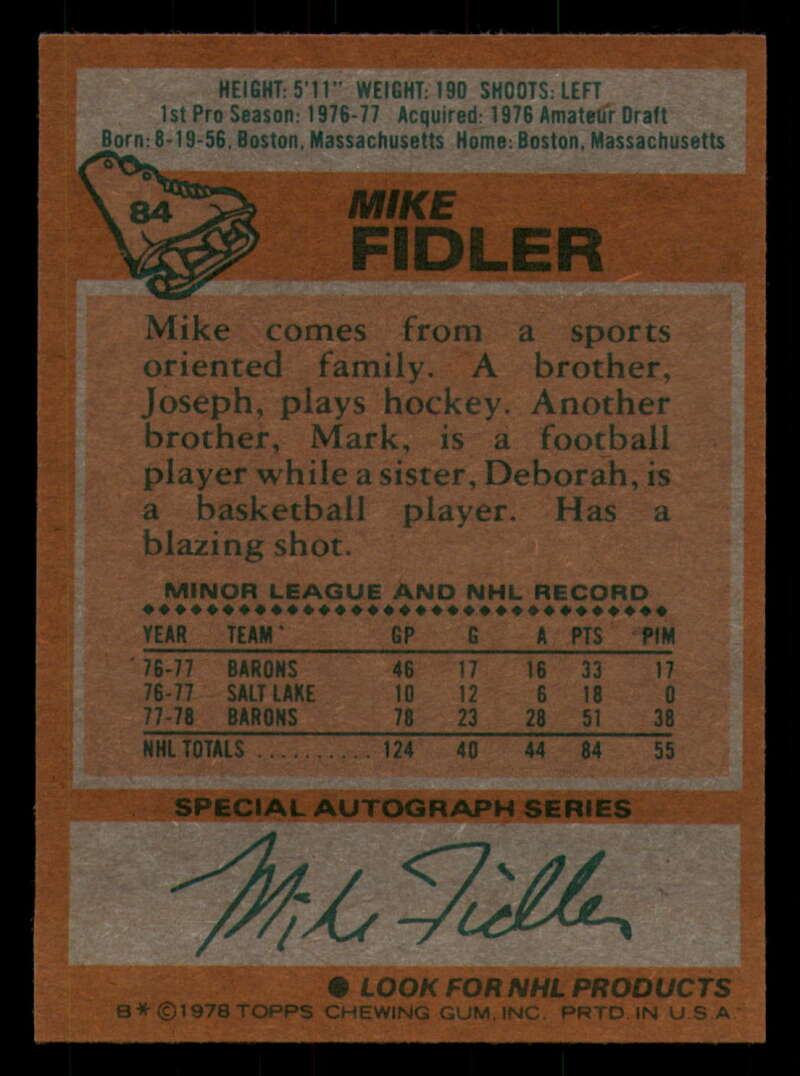 HEIGHT: 5'11" WEIGHT: 190 SHOOTS: LEFT
1st Pro Season: 1976-77 Acquired: 1976 Amateur Draft
Born: 8-19-56, Boston, Massachusetts Home: Boston, Massachusetts
84
MIKE
FIDLER
Mike comes from a sports
oriented family. A brother,
Joseph, plays hockey. Another
brother, Mark, is a football
player while a sister, Deborah, is
a basketball player. Has a
blazing shot.
MINOR LEAGUE AND NHL RECORD
YEAR TEAM GP G A PTS PIM
76-77 BARONS 46 17 16 33 17
76-77 SALT LAKE 10 12 6 18 0
77-78 BARONS 78 23 28 51 38
NHL TOTALS .......... 124 40 44 84 55
SPECIAL AUTOGRAPH SERIES
Mike Fidler
● LOOK FOR NHL PRODUCTS
B* ©1978 TOPPS CHEWING GUM, INC. PRTD. IN U.S.A.